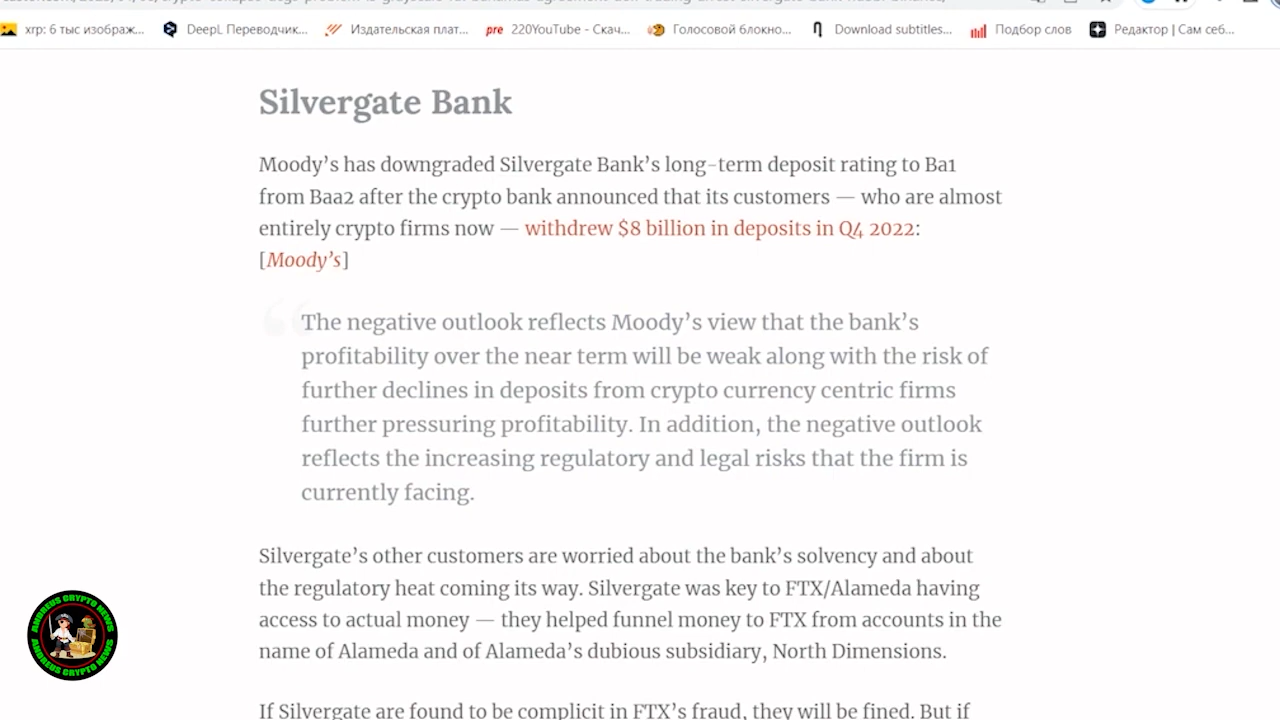 xrp: 6 тыс изображ...
DeepL Переводчик...
Издательская плат...
pre 220YouTube - Скач...
Голосовой блокно...
Download subtitles...
Подбор слов
Редактор | Сам себ...
Silvergate Bank
Moody’s has downgraded Silvergate Bank’s long-term deposit rating to Ba1
from Baa2 after the crypto bank announced that its customers — who are almost
entirely crypto firms now — withdrew $8 billion in deposits in Q4 2022:
[Moody’s]
“The negative outlook reflects Moody’s view that the bank’s
profitability over the near term will be weak along with the risk of
further declines in deposits from crypto currency centric firms
further pressuring profitability. In addition, the negative outlook
reflects the increasing regulatory and legal risks that the firm is
currently facing.
Silvergate’s other customers are worried about the bank’s solvency and about
the regulatory heat coming its way. Silvergate was key to FTX/Alameda having
access to actual money — they helped funnel money to FTX from accounts in the
name of Alameda and of Alameda’s dubious subsidiary, North Dimensions.
If Silvergate are found to be complicit in FTX’s fraud, they will be fined. But if
ANDREUS CRYPTO NEWS
ANDREUS CRYPTO NEWS